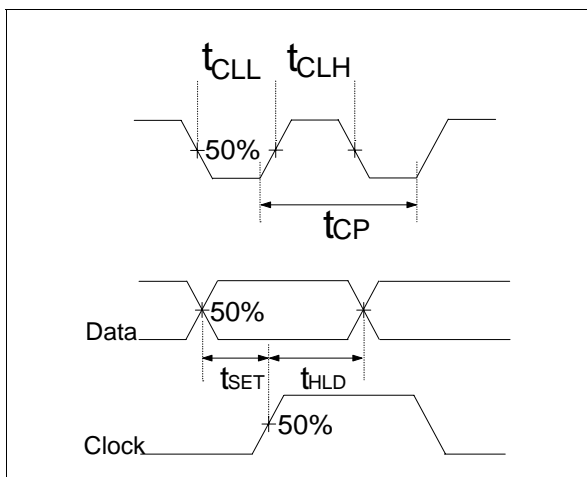 tCLL tCLH
50%
tCP
50%
Data
tSET tHLD
50%
Clock